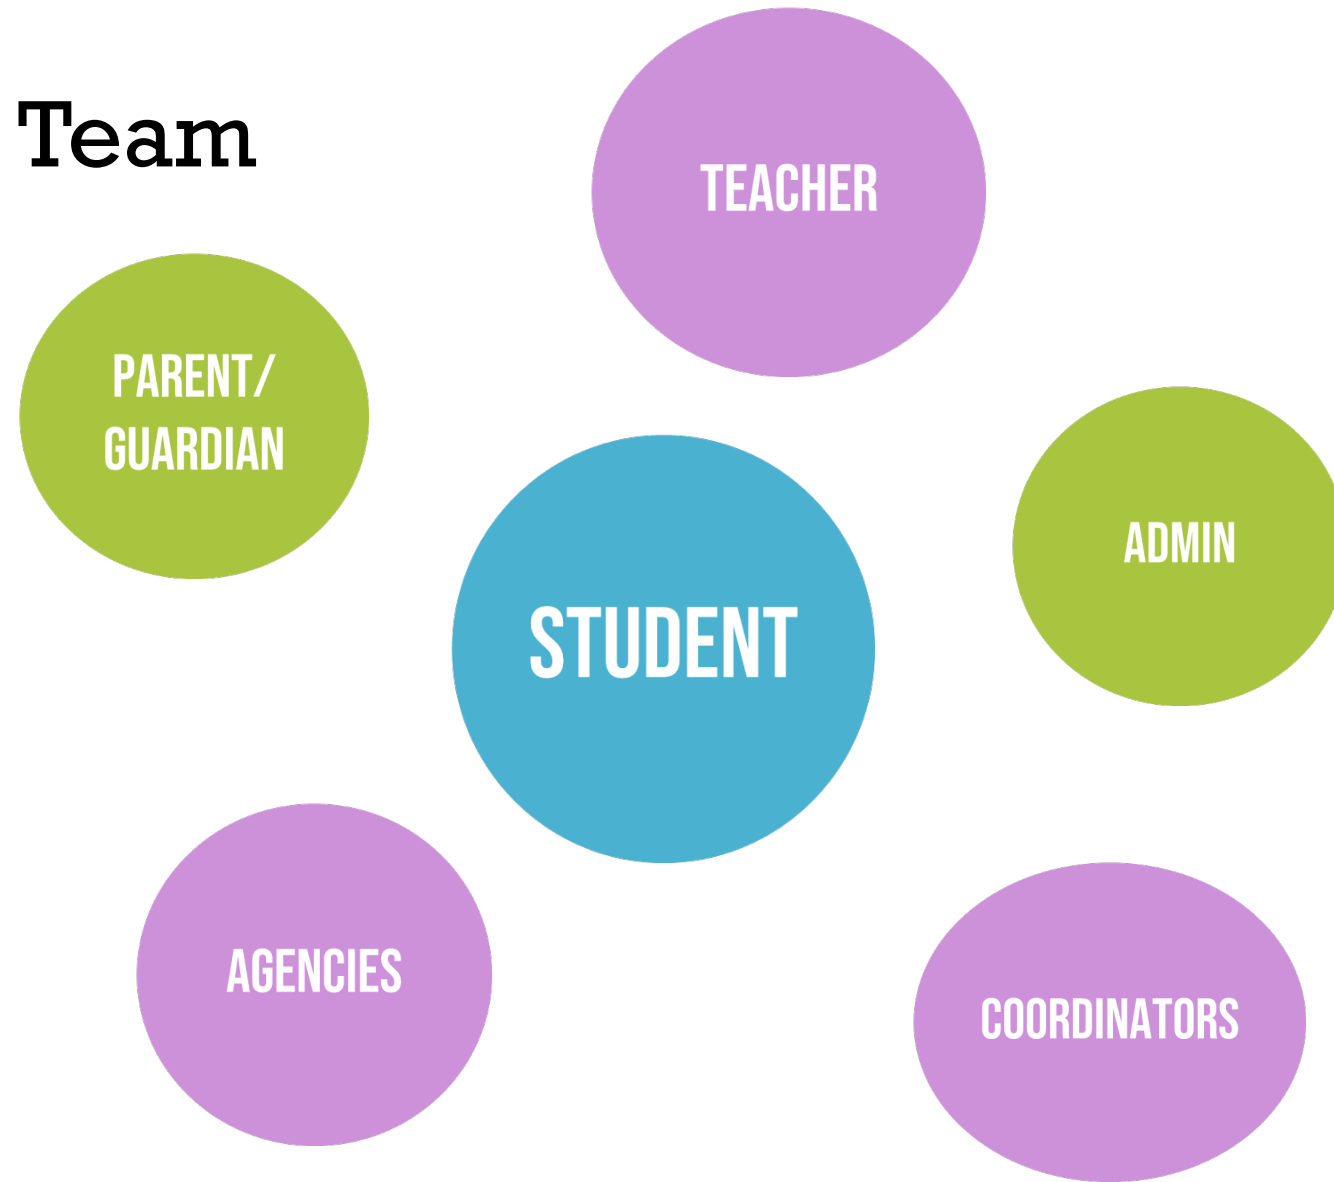 Team
TEACHER
PARENT/
GUARDIAN
ADMIN
STUDENT
AGENCIES
COORDINATORS